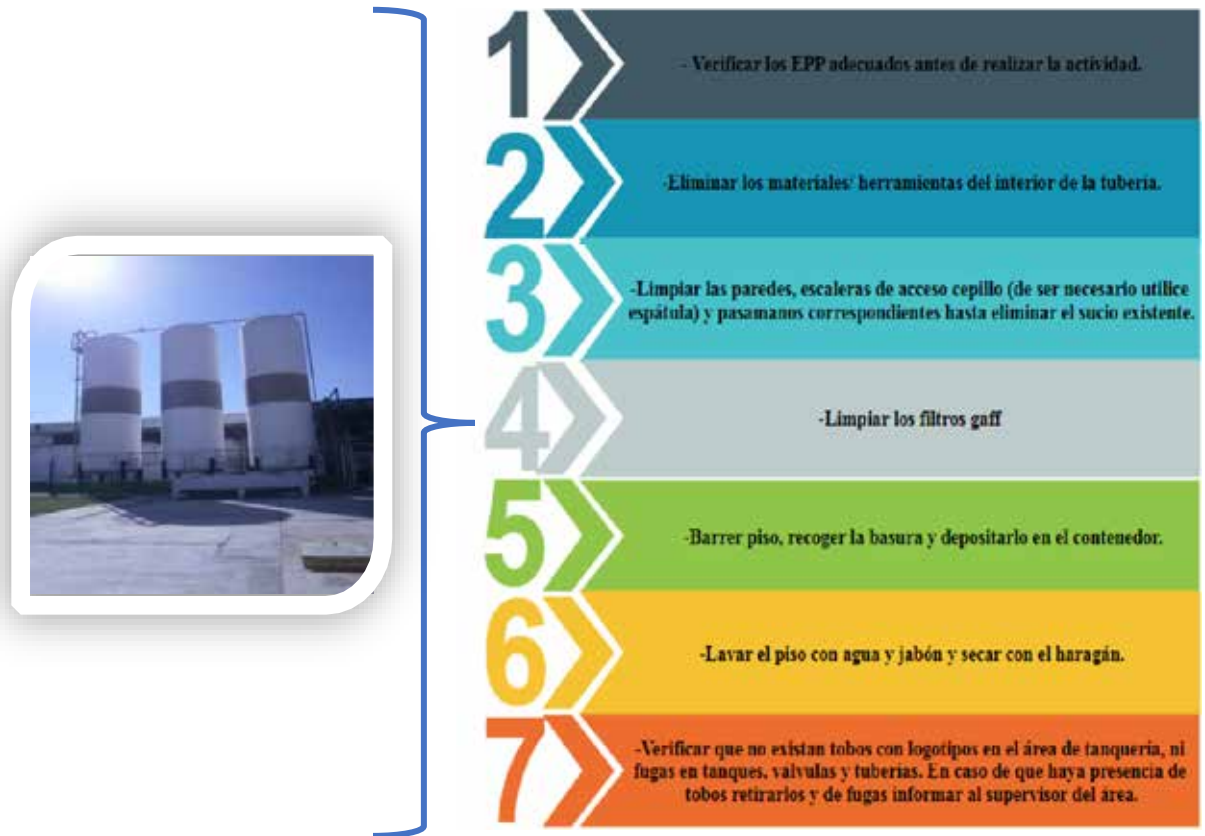 1
- Verificar los EPP adecuados antes de realizar la actividad.
2
-Eliminar los materiales/ herramientas del interior de la tubería.
3
-Limpiar las paredes, escaleras de acceso cepillo (de ser necesario utilice
espátula) y pasamanos correspondientes hasta eliminar el sucio existente.
4
-Limpiar los filtros gaff
5
-Barrer piso, recoger la basura y depositarlo en el contenedor.
6
-Lavar el piso con agua y jabón y secar con el haragán.
7
-Verificar que no existan tobos con logotipos en el área de tanquería, ni
fugas en tanques, valvulas y tuberías. En caso de que haya presencia de
tobos retirarlos y de fugas informar al supervisor del área.